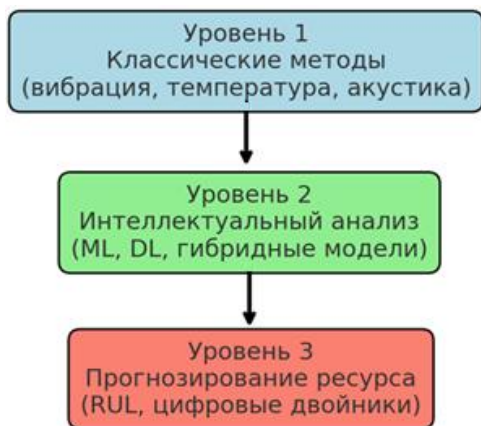 Уровень 1
Классические методы
(вибрация, температура, акустика)
Уровень 2
Интеллектуальный анализ
(ML, DL, гибридные модели)
Уровень 3
Прогнозирование ресурса
(RUL, цифровые двойники)